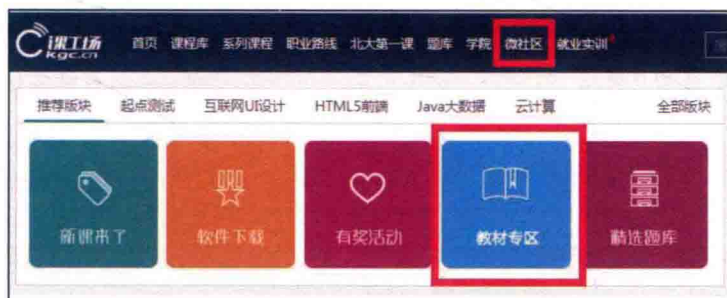 课工场
kgc.cn
首页 课程库 系列课程 职业路线 北大第一课 题库 学院 微社区 就业实训
推荐版块 起点测试 互联网UI设计 HTML5前端 Java大数据 云计算 全部版块
新课来了 软件下载 有奖活动 教材专区 精选题库